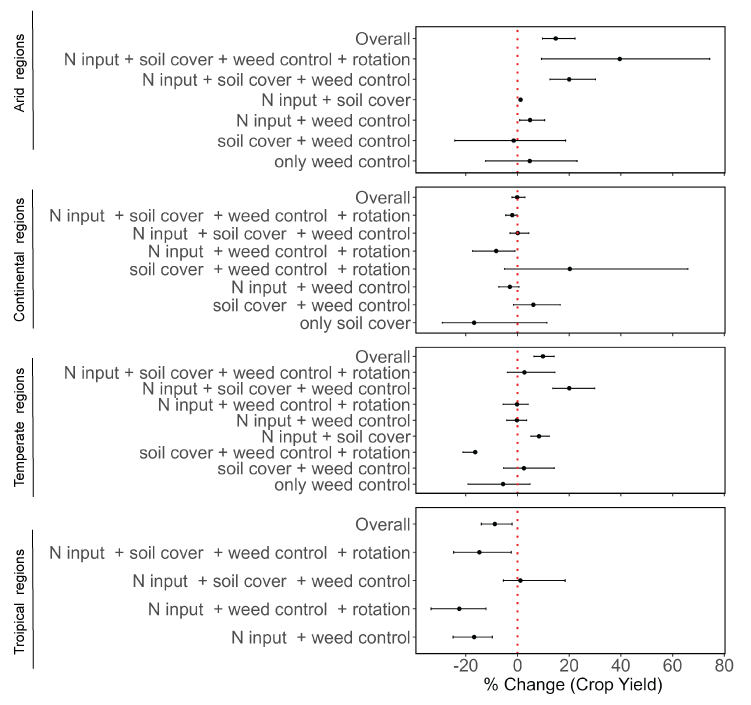 Arid regions
Overall
N input + soil cover + weed control + rotation
N input + soil cover + weed control
N input + soil cover
N input + weed control
soil cover + weed control
only weed control
Continental regions
Overall
N input + soil cover + weed control + rotation
N input + soil cover + weed control
N input + weed control + rotation
soil cover + weed control + rotation
N input + weed control
soil cover + weed control
only soil cover
Temperate regions
Overall
N input + soil cover + weed control + rotation
N input + soil cover + weed control
N input + weed control + rotation
N input + weed control
N input + soil cover
soil cover + weed control + rotation
soil cover + weed control
only weed control
Troipical regions
Overall
N input + soil cover + weed control + rotation
N input + soil cover + weed control
N input + weed control + rotation
N input + weed control
-20 0 20 40 60 80
% Change (Crop Yield)